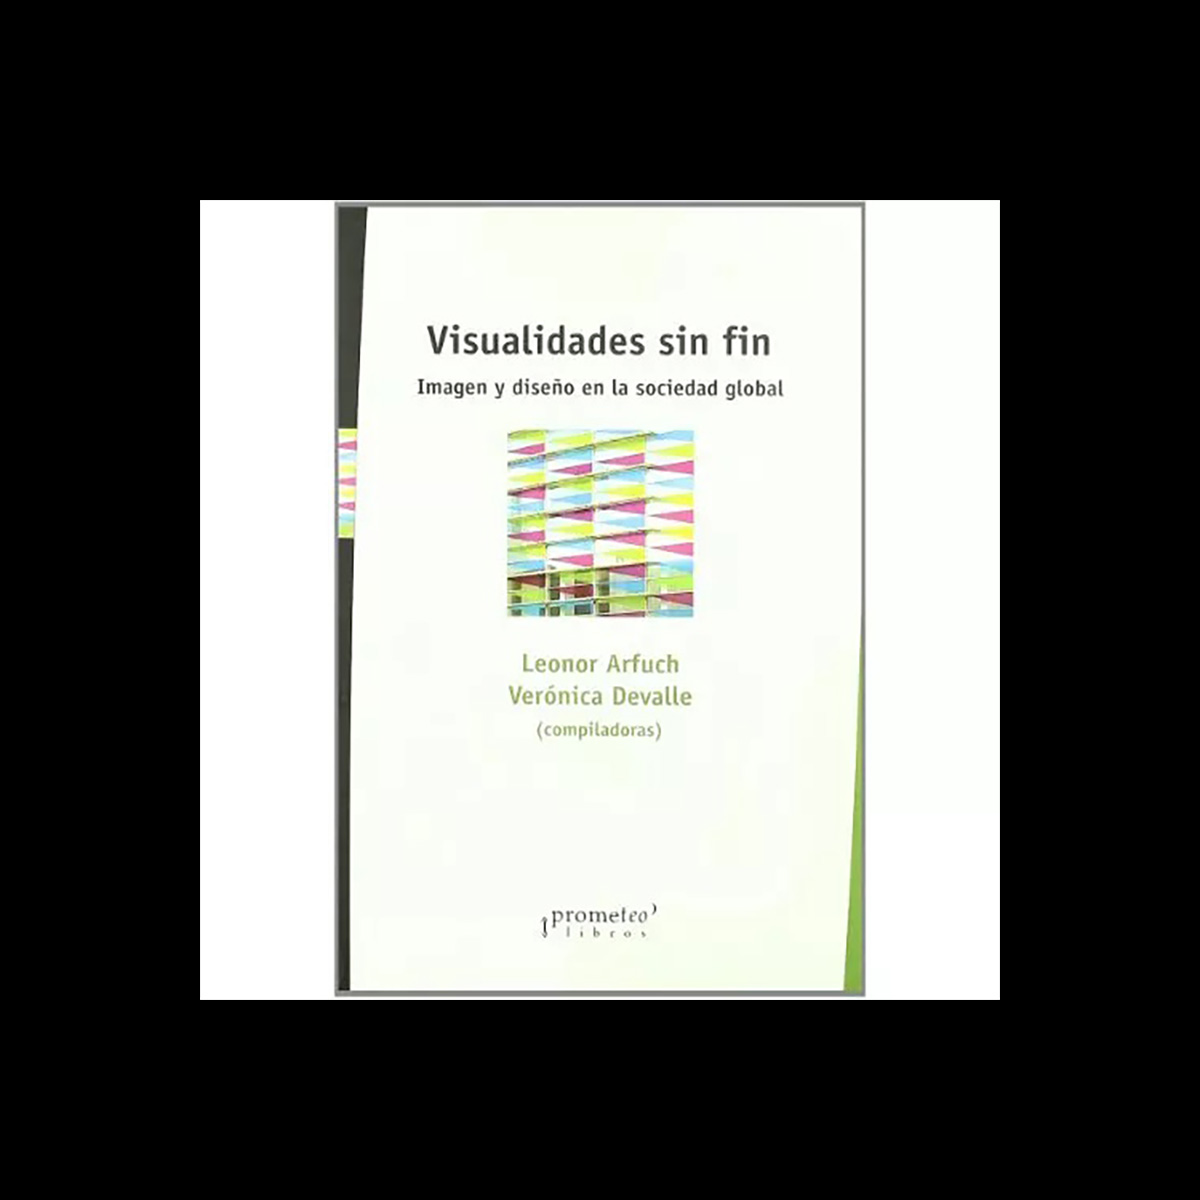 Visualidades sin fin
Imagen y diseño en la sociedad global
Leonor Arfuch
Verónica Devalle
(compiladoras)
prometeo
libros